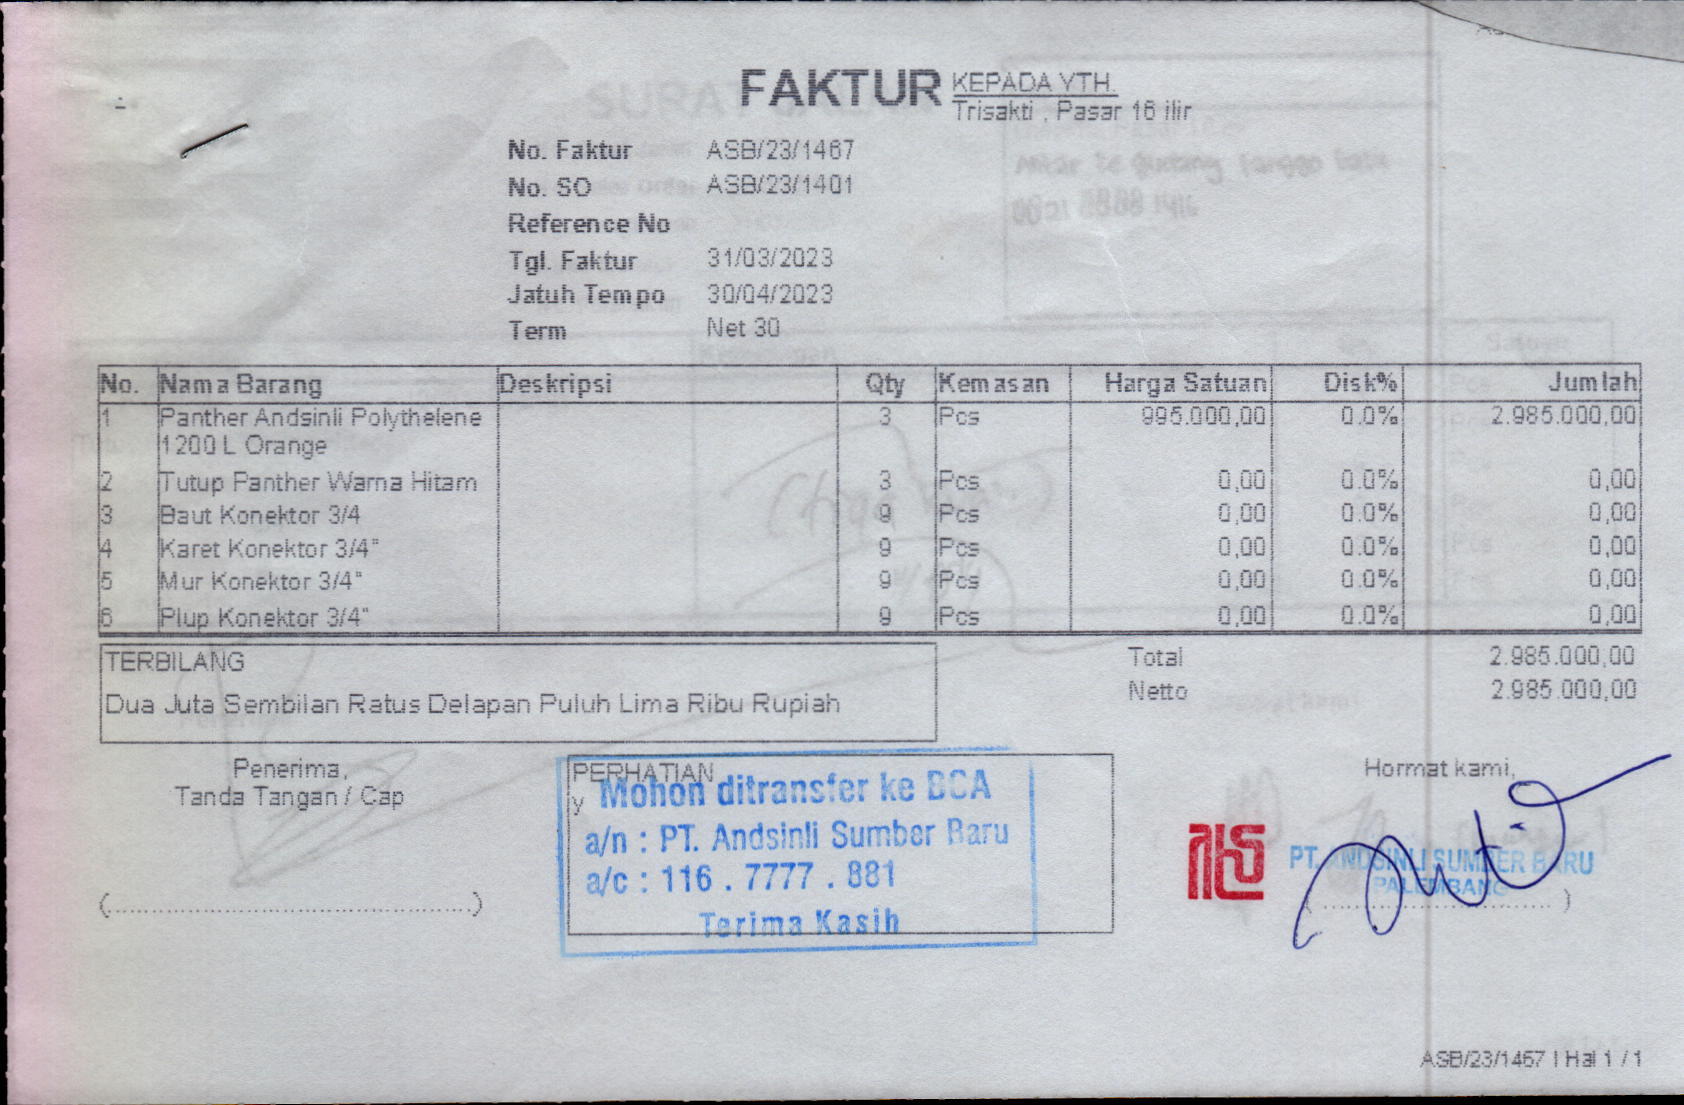 FAKTUR
KEPADA YTH.
Trisakti , Pasar 16 ilir
No. Faktur ASB/23/1467
No. SO ASB/23/1401
Reference No
Tgl. Faktur 31/03/2023
Jatuh Tempo 30/04/2023
Term Net 30
No. Nama Barang Deskripsi Qty Kemasan Harga Satuan Disk% Jumlah
1 Panther Andsinli Polythelene 3 Pcs 995.000,00 0.0% 2.985.000,00
1200 L Orange
2 Tutup Panther Warna Hitam 3 Pcs 0,00 0.0% 0,00
3 Baut Konektor 3/4 9 Pcs 0,00 0.0% 0,00
4 Karet Konektor 3/4" 9 Pcs 0,00 0.0% 0,00
5 Mur Konektor 3/4" 9 Pcs 0,00 0.0% 0,00
6 Plup Konektor 3/4" 9 Pcs 0,00 0.0% 0,00
TERBILANG
Dua Juta Sembilan Ratus Delapan Puluh Lima Ribu Rupiah
Total 2.985.000,00
Netto 2.985.000,00
Penerima,
Tanda Tangan / Cap
(.................................................)
PERHATIAN
y
Mohon ditransfer ke BCA
a/n : PT. Andsinli Sumber Baru
a/c : 116 . 7777 . 881
Terima Kasih
Hormat kami,
PT. ANDSINLI SUMBER BARU
PALEMBANG
ASB/23/1467 | Hal 1 / 1